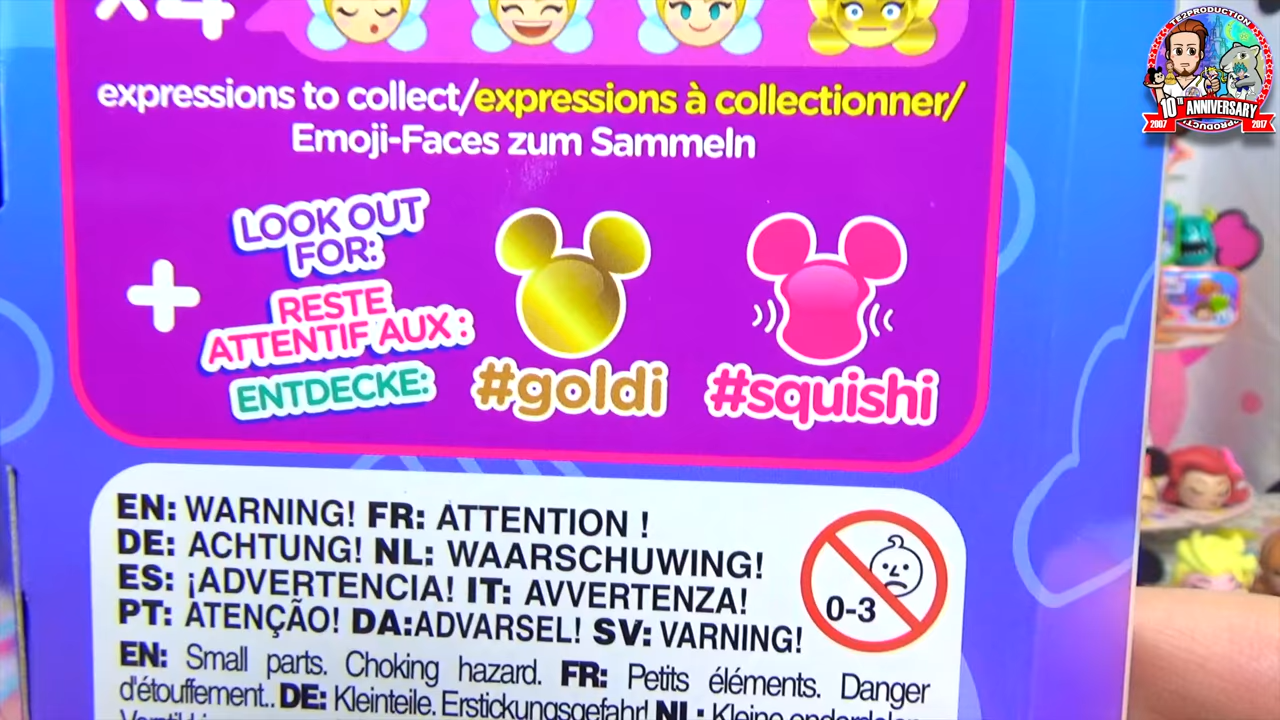 x4
expressions to collect/expressions à collectionner/
Emoji-Faces zum Sammeln
LOOK OUT
FOR:
+
RESTE
ATTENTIF AUX :
ENTDECKE:
#goldi
#squishi
EN: WARNING! FR: ATTENTION !
DE: ACHTUNG! NL: WAARSCHUWING!
ES: ¡ADVERTENCIA! IT: AVVERTENZA!
PT: ATENÇÃO! DA:ADVARSEL! SV: VARNING!
0-3
EN: Small parts. Choking hazard. FR: Petits éléments. Danger
d'étouffement.. DE: Kleinteile. Erstickungsgefahr! NL: Kleine onderdelen
TE2PRODUCTION
10TH ANNIVERSARY
2007
2017